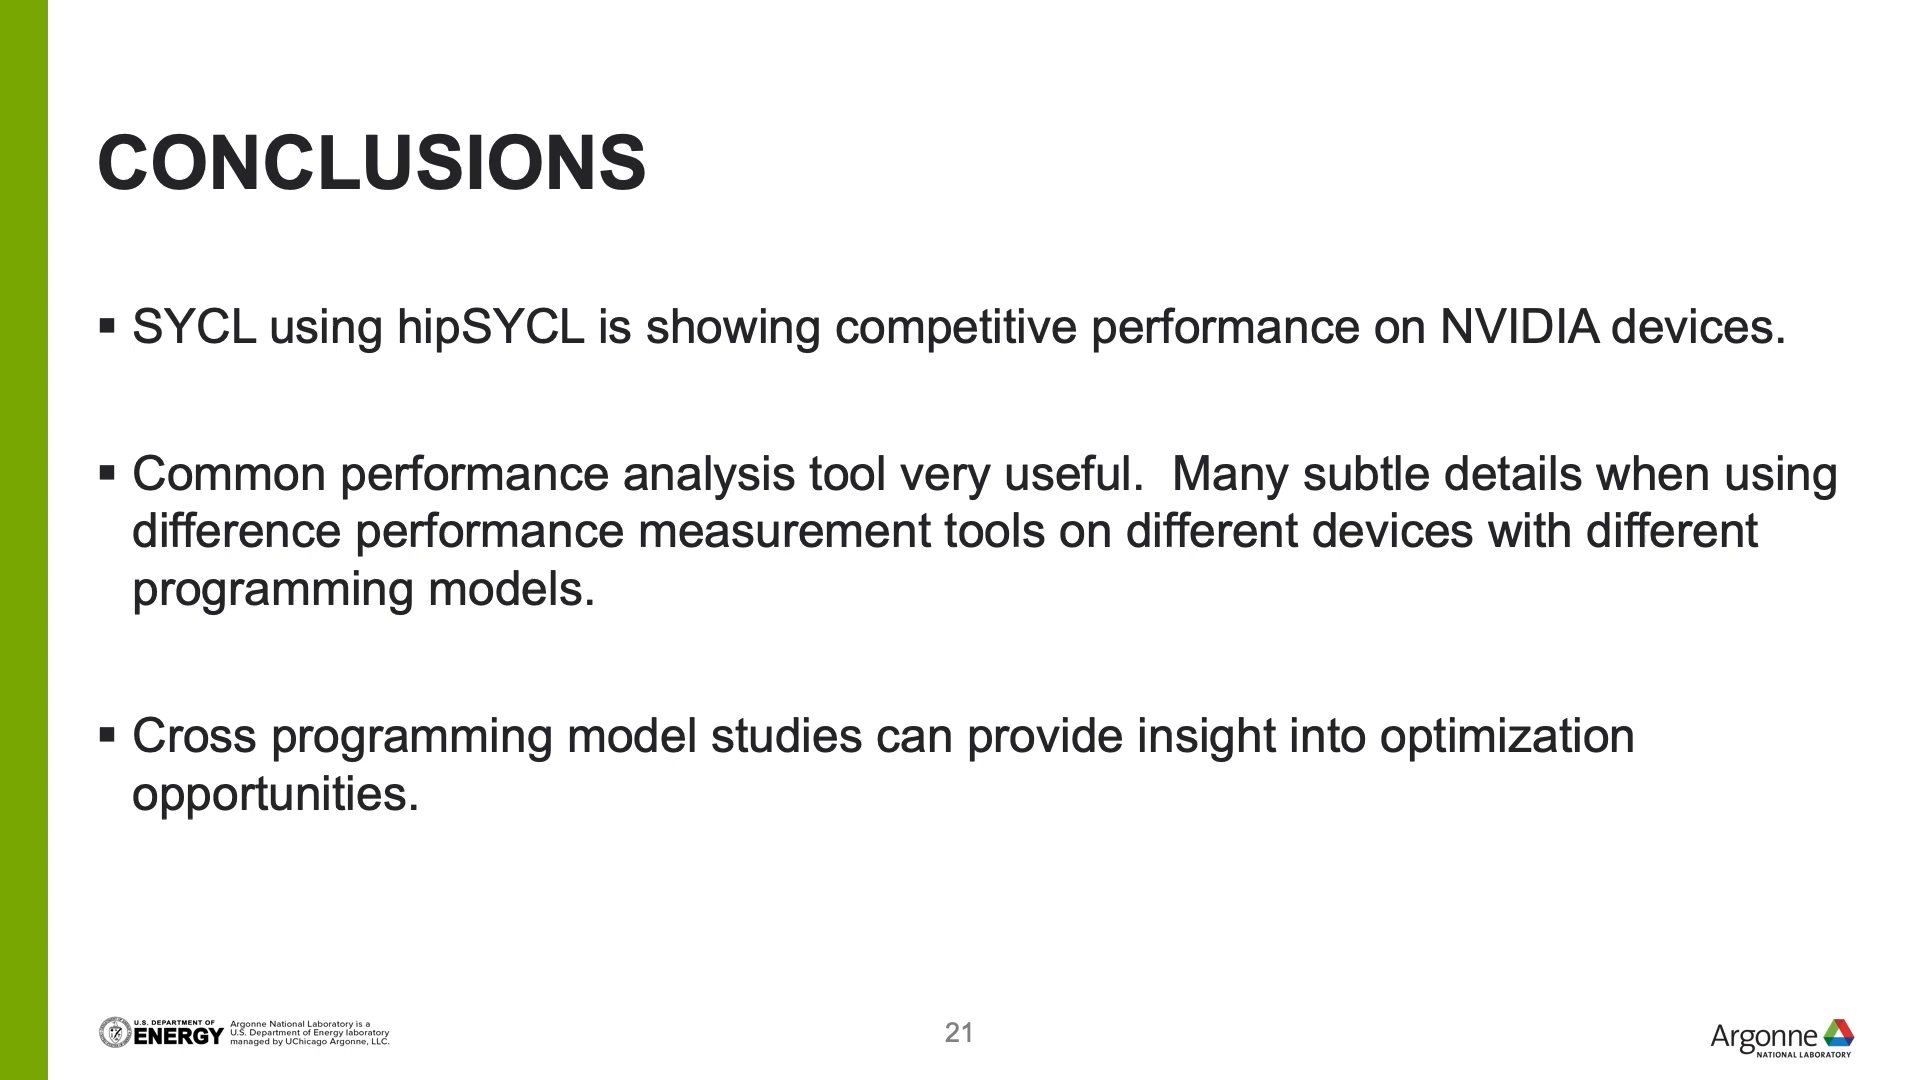 CONCLUSIONS
▪ SYCL using hipSYCL is showing competitive performance on NVIDIA devices.
▪ Common performance analysis tool very useful.  Many subtle details when using
difference performance measurement tools on different devices with different
programming models.
▪ Cross programming model studies can provide insight into optimization
opportunities.
U.S. DEPARTMENT OF
ENERGY
Argonne National Laboratory is a
U.S. Department of Energy laboratory
managed by UChicago Argonne, LLC.
21
Argonne
NATIONAL LABORATORY